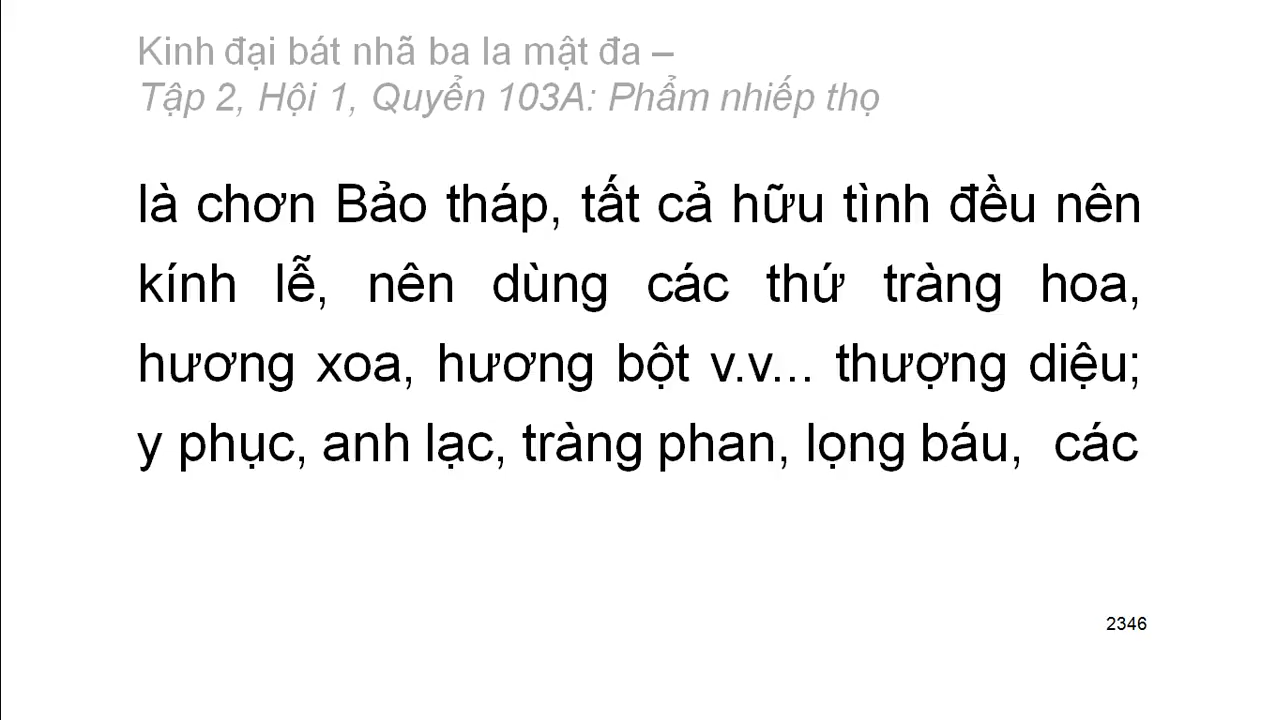 Kinh đại bát nhã ba la mật đa –
Tập 2, Hội 1, Quyển 103A: Phẩm nhiếp thọ
là chơn Bảo tháp, tất cả hữu tình đều nên
kính lễ, nên dùng các thứ tràng hoa,
hương xoa, hương bột v.v... thượng diệu;
y phục, anh lạc, tràng phan, lọng báu, các
2346